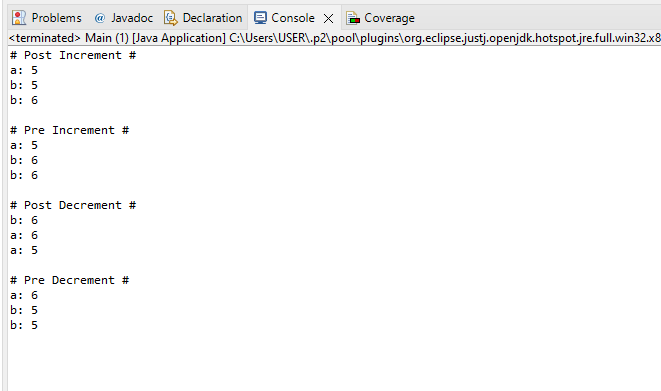 Problems @ Javadoc Declaration Console Coverage
<terminated> Main (1) [Java Application] C:\Users\USER\.p2\pool\plugins\org.eclipse.justj.openjdk.hotspot.jre.full.win32.x8
# Post Increment #
a: 5
b: 5
b: 6
# Pre Increment #
a: 5
b: 6
b: 6
# Post Decrement #
b: 6
a: 6
a: 5
# Pre Decrement #
a: 6
b: 5
b: 5